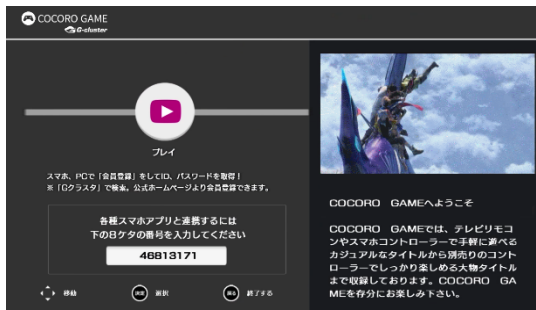 COCORO GAME
G-cluster
プレイ
スマホ、PCで「会員登録」をしてID、パスワードを取得！
※「Gクラスタ」で検索。公式ホームページより会員登録できます。
各種スマホアプリと連携するには
下の8ケタの番号を入力してください
46813171
移動
決定 選択
戻る 終了する
COCORO GAMEへようこそ
COCORO GAMEでは、テレビリモコ
ンやスマホコントローラーで手軽に遊べる
カジュアルなタイトルから別売りのコント
ローラーでしっかり楽しめる大物タイトル
まで収録しております。COCORO GA
MEを存分にお楽しみ下さい。